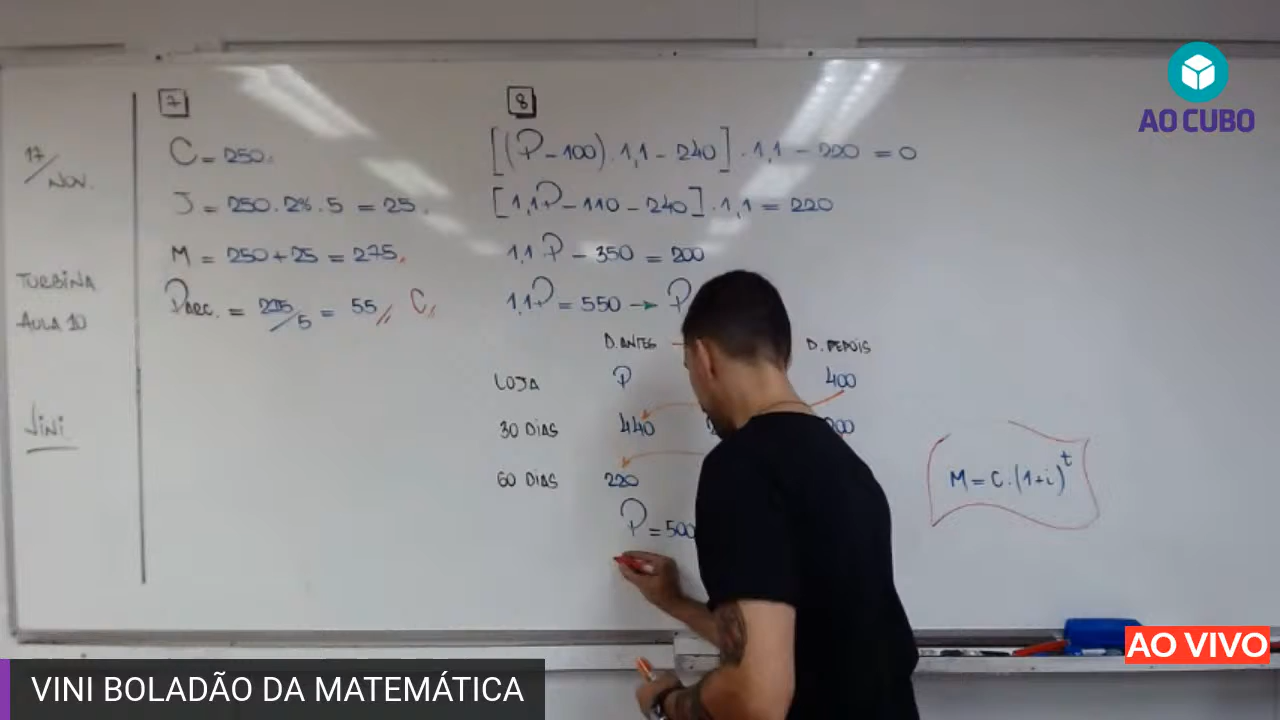 17/NOV.
TURBINA
AULA 10
VINI
7
C = 250.
J = 250 . 2% . 5 = 25.
M = 250 + 25 = 275.
Parc. = 275/5 = 55// C//
8
[(P - 100) . 1,1 - 240] . 1,1 - 220 = 0
[1,1P - 110 - 240] . 1,1 = 220
1,1P - 350 = 200
1,1P = 550 → P
D. ANTES D. DEPOIS
LOJA P 400
30 DIAS 440 200
60 DIAS 220
P = 500
M = C . (1+i)^t
AO CUBO
AO VIVO
VINI BOLADÃO DA MATEMÁTICA